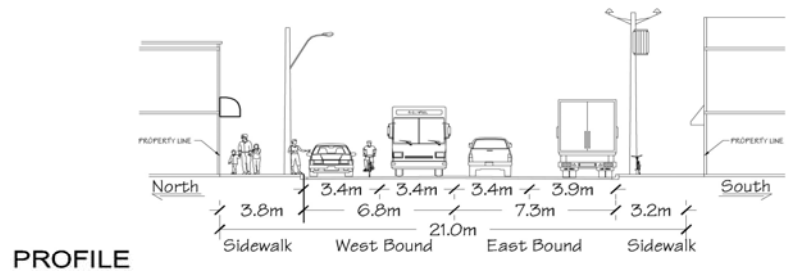 PROPERTY LINE
PROPERTY LINE
North
3.4m 3.4m 3.4m 3.9m
South
3.8m 6.8m 7.3m 3.2m
21.0m
Sidewalk West Bound East Bound Sidewalk
PROFILE